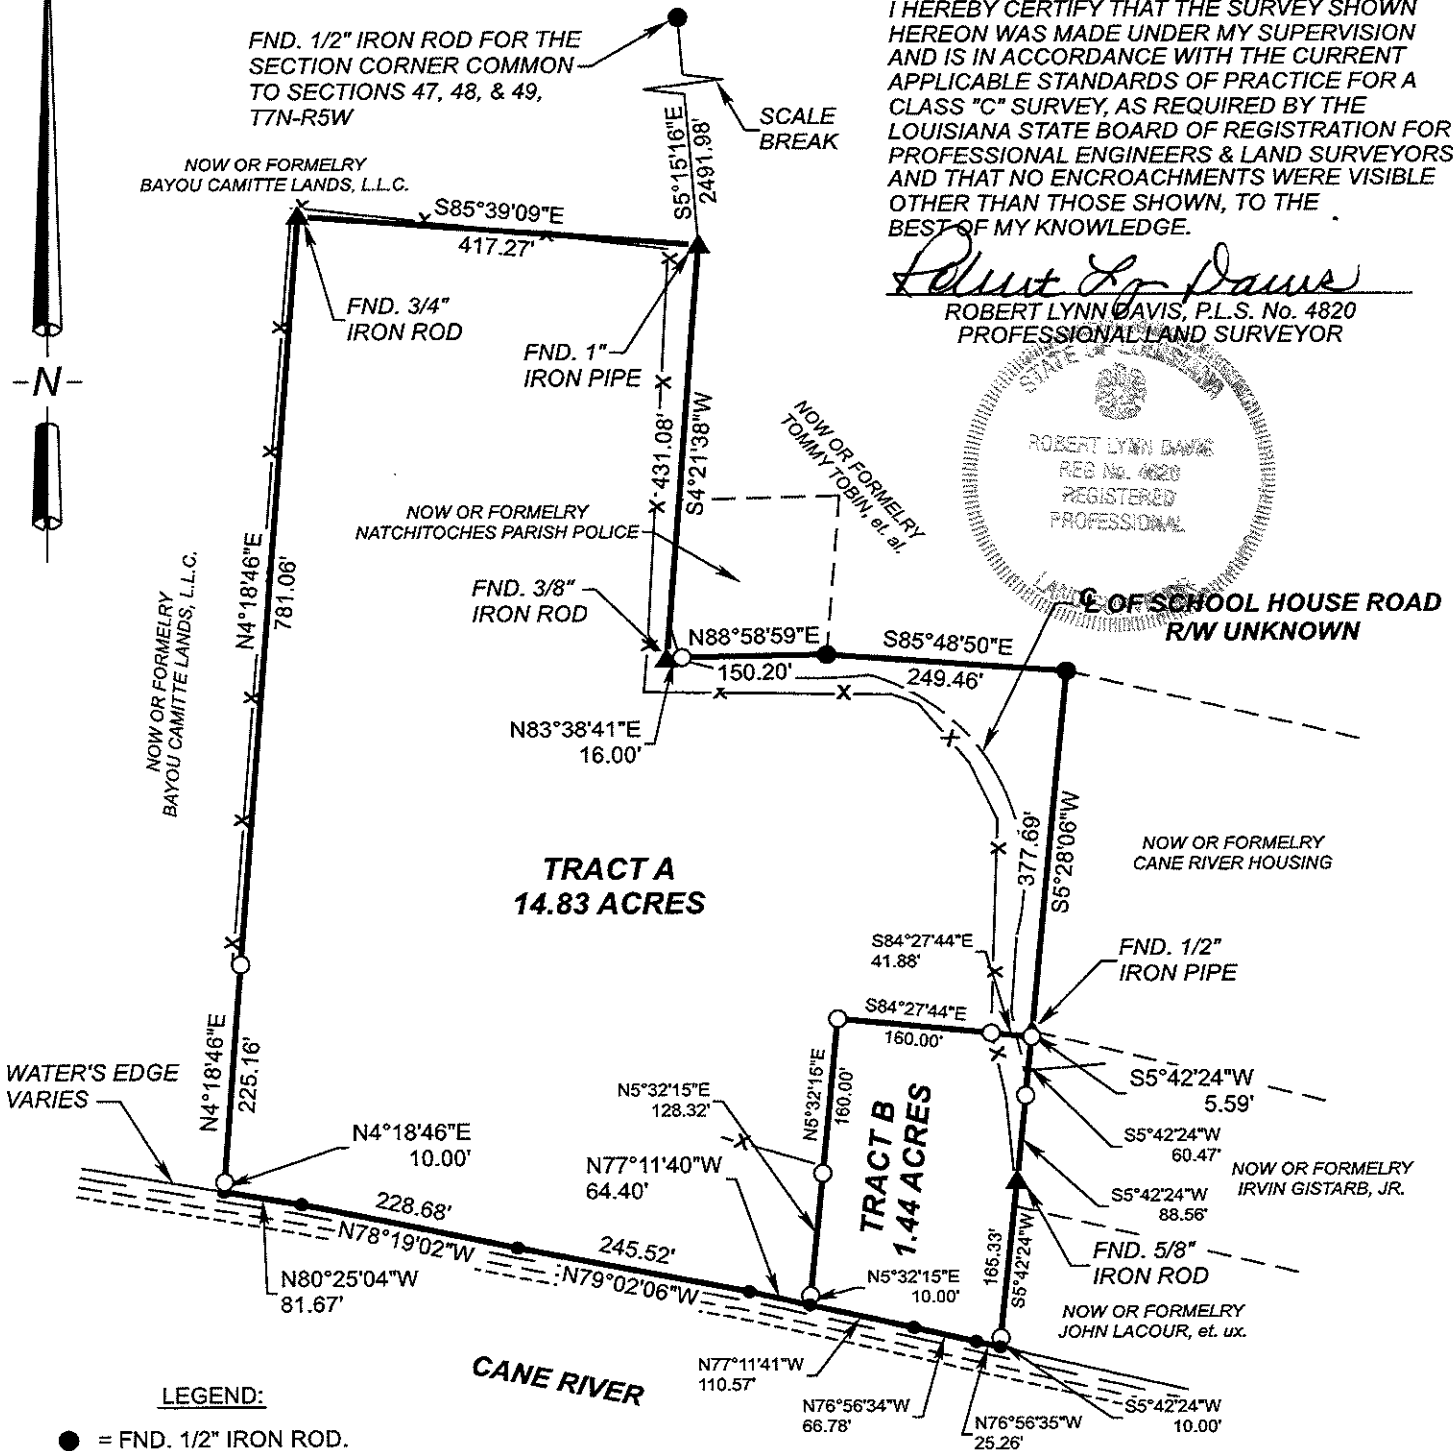 FND. 1/2" IRON ROD FOR THE
SECTION CORNER COMMON
TO SECTIONS 47, 48, & 49,
T7N-R5W
SCALE
BREAK
I HEREBY CERTIFY THAT THE SURVEY SHOWN
HEREON WAS MADE UNDER MY SUPERVISION
AND IS IN ACCORDANCE WITH THE CURRENT
APPLICABLE STANDARDS OF PRACTICE FOR A
CLASS "C" SURVEY, AS REQUIRED BY THE
LOUISIANA STATE BOARD OF REGISTRATION FOR
PROFESSIONAL ENGINEERS & LAND SURVEYORS
AND THAT NO ENCROACHMENTS WERE VISIBLE
OTHER THAN THOSE SHOWN, TO THE
BEST OF MY KNOWLEDGE.
Robert Lynn Davis
ROBERT LYNN DAVIS, P.L.S. No. 4820
PROFESSIONAL LAND SURVEYOR
STATE OF LOUISIANA
ROBERT LYNN DAVIS
REG No. 4820
REGISTERED
PROFESSIONAL
-N-
NOW OR FORMELRY
BAYOU CAMITTE LANDS, L.L.C.
S85°39'09"E
417.27'
S5°15'16"E
2491.98'
FND. 3/4"
IRON ROD
FND. 1"
IRON PIPE
431.08'
S4°21'38"W
NOW OR FORMELRY
TOMMY TOBIN, et. al.
NOW OR FORMELRY
NATCHITOCHES PARISH POLICE
FND. 3/8"
IRON ROD
℄ OF SCHOOL HOUSE ROAD
R/W UNKNOWN
N88°58'59"E
150.20'
S85°48'50"E
249.46'
N83°38'41"E
16.00'
N4°18'46"E
781.06'
NOW OR FORMELRY
BAYOU CAMITTE LANDS, L.L.C.
TRACT A
14.83 ACRES
377.69'
S5°28'06"W
NOW OR FORMELRY
CANE RIVER HOUSING
S84°27'44"E
41.88'
FND. 1/2"
IRON PIPE
S84°27'44"E
160.00'
N4°18'46"E
225.16'
WATER'S EDGE
VARIES
N5°32'15"E
128.32'
N5°32'15"E
160.00'
TRACT B
1.44 ACRES
S5°42'24"W
5.59'
S5°42'24"W
60.47'
NOW OR FORMELRY
IRVIN GISTARB, JR.
S5°42'24"W
88.56'
N4°18'46"E
10.00'
N77°11'40"W
64.40'
228.68'
N78°19'02"W
245.52'
N79°02'06"W
N80°25'04"W
81.67'
N5°32'15"E
10.00'
165.33'
S5°42'24"W
FND. 5/8"
IRON ROD
NOW OR FORMELRY
JOHN LACOUR, et. ux.
CANE RIVER
N77°11'41"W
110.57'
N76°56'34"W
66.78'
N76°56'35"W
25.26'
S5°42'24"W
10.00'
LEGEND:
= FND. 1/2" IRON ROD.